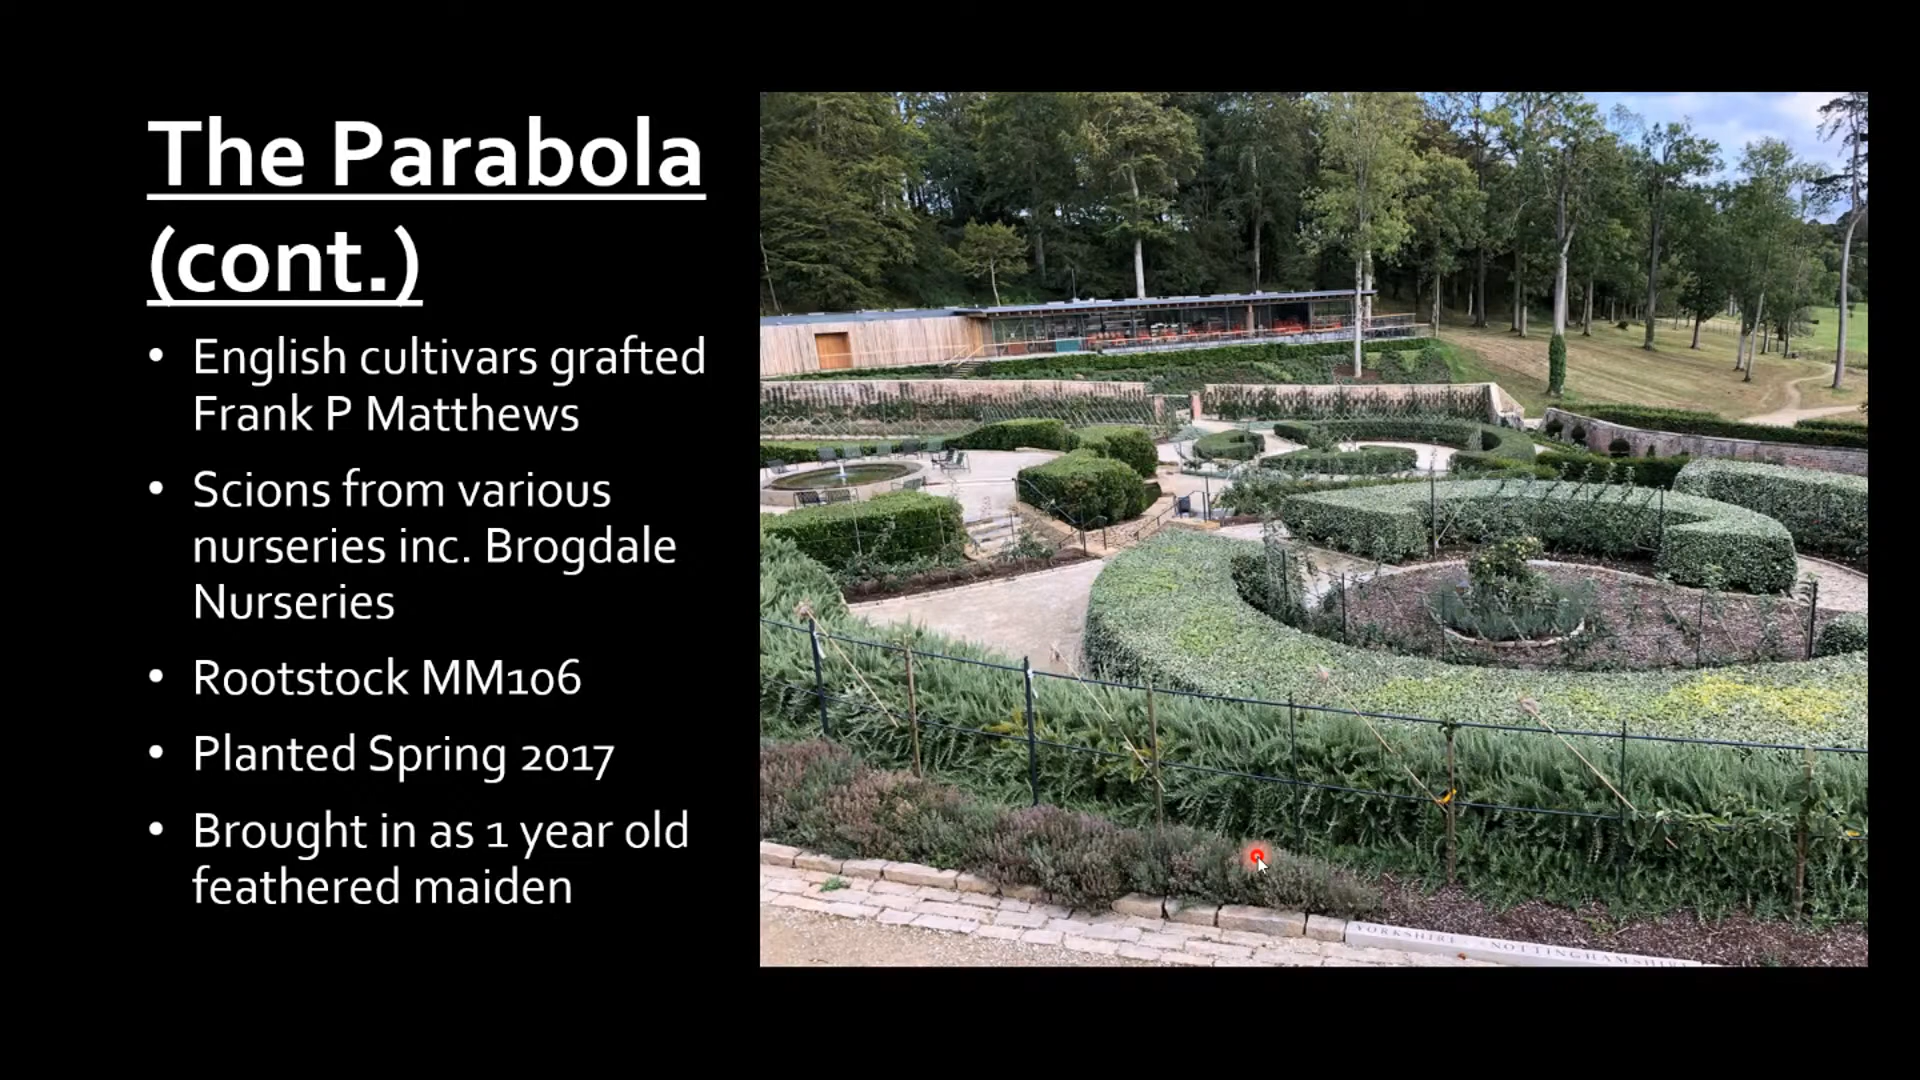 The Parabola
(cont.)
• English cultivars grafted
Frank P Matthews
• Scions from various
nurseries inc. Brogdale
Nurseries
• Rootstock MM106
• Planted Spring 2017
• Brought in as 1 year old
feathered maiden
YORKSHIRE NOTTINGHAMSHIRE